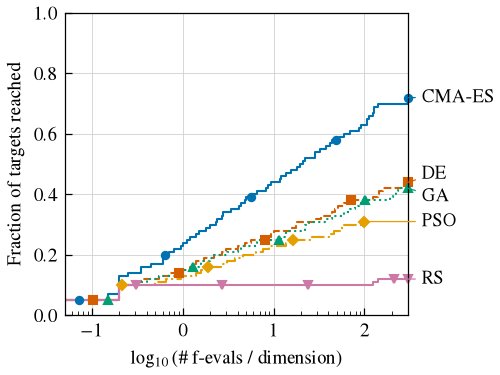 1.0
0.8
0.6
0.4
0.2
0.0
Fraction of targets reached
CMA-ES
DE
GA
PSO
RS
−1
0
1
2
log₁₀ (# f-evals / dimension)